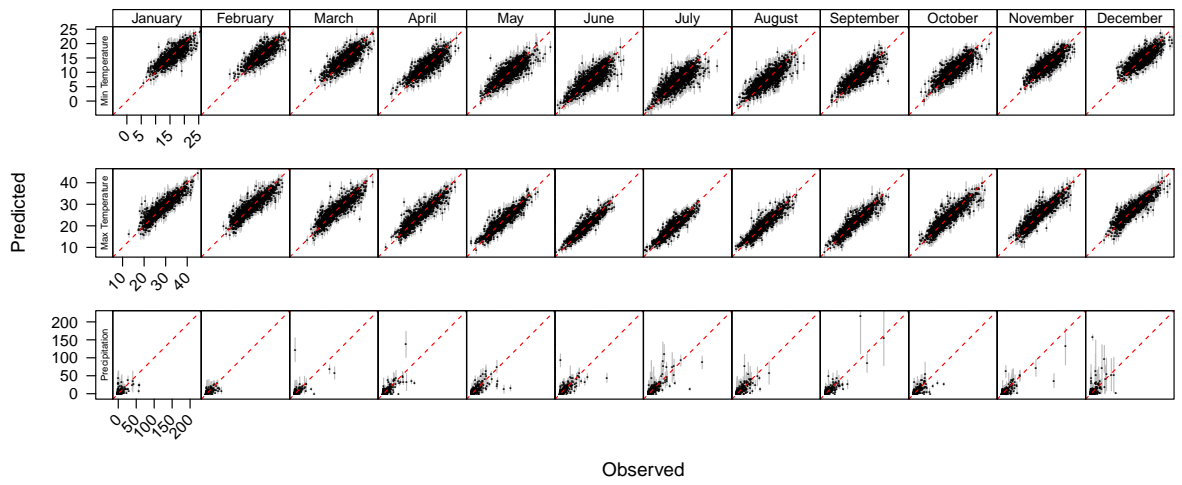 January February March April May June July August September October November December
25
20
15
10
5
0
Min Temperature
0 5 15 25
Predicted
40
30
20
10
Max Temperature
10 20 30 40
200
150
100
50
0
Precipitation
0 50 100 150 200
Observed